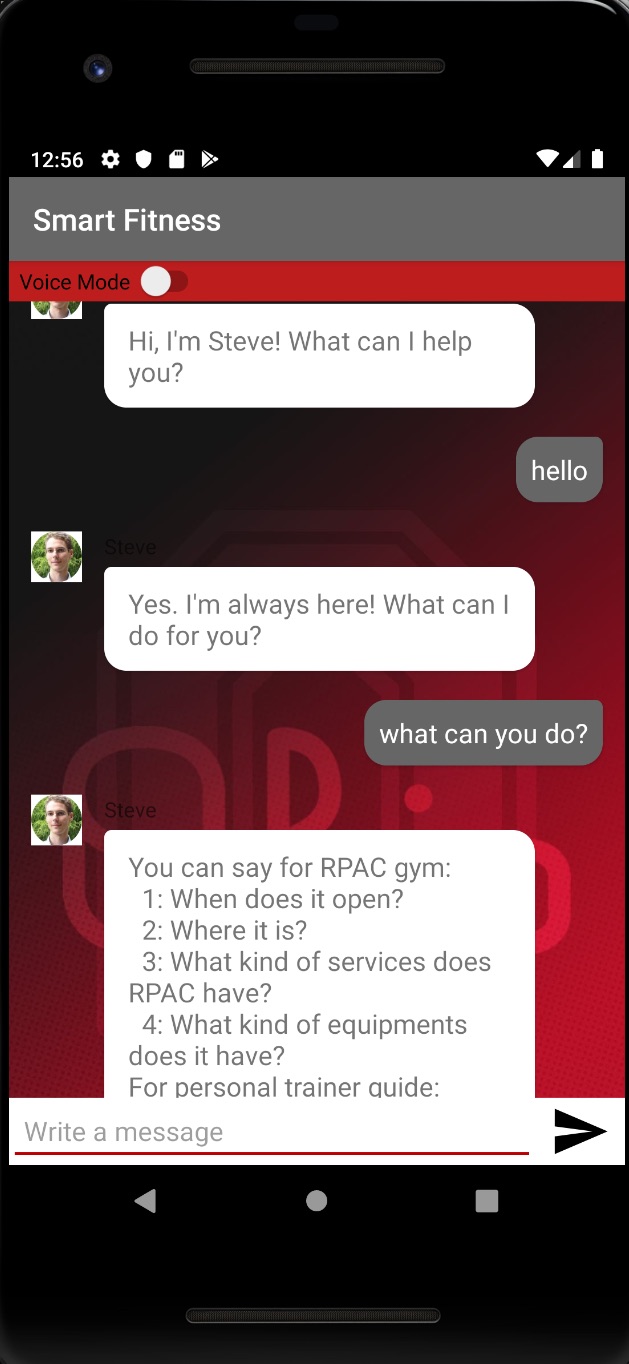 12:56
Smart Fitness
Voice Mode
Hi, I'm Steve! What can I help
you?
hello
Steve
Yes. I'm always here! What can I
do for you?
what can you do?
Steve
You can say for RPAC gym:
1: When does it open?
2: Where it is?
3: What kind of services does
RPAC have?
4: What kind of equipments
does it have?
For personal trainer guide:
Write a message